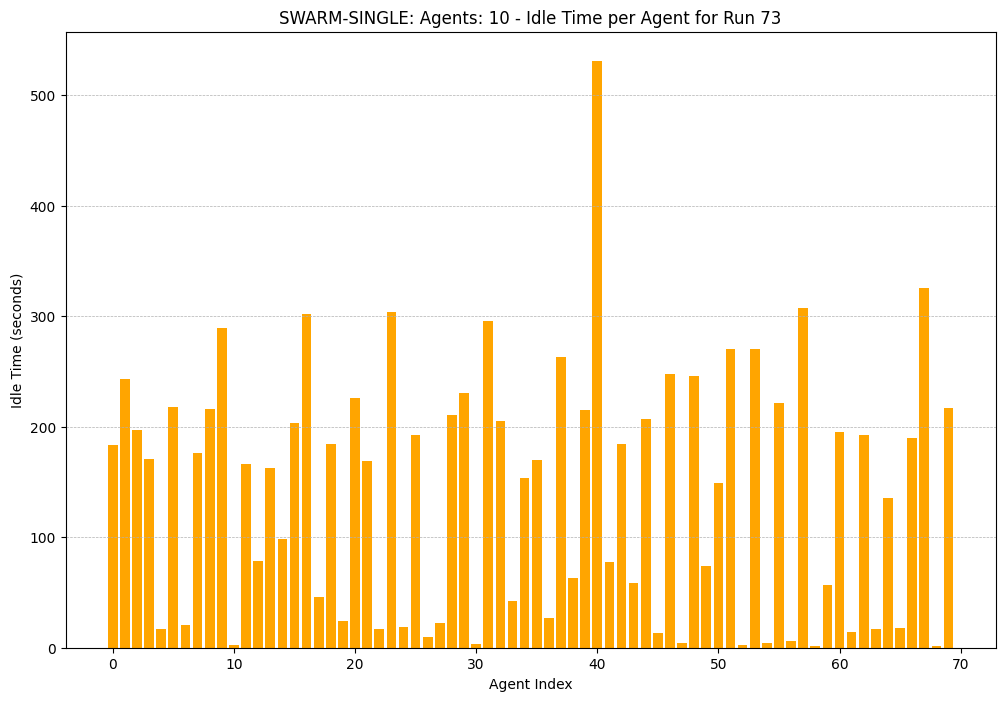 SWARM-SINGLE: Agents: 10 - Idle Time per Agent for Run 73
Idle Time (seconds)
500
400
300
200
100
0
0 10 20 30 40 50 60 70
Agent Index